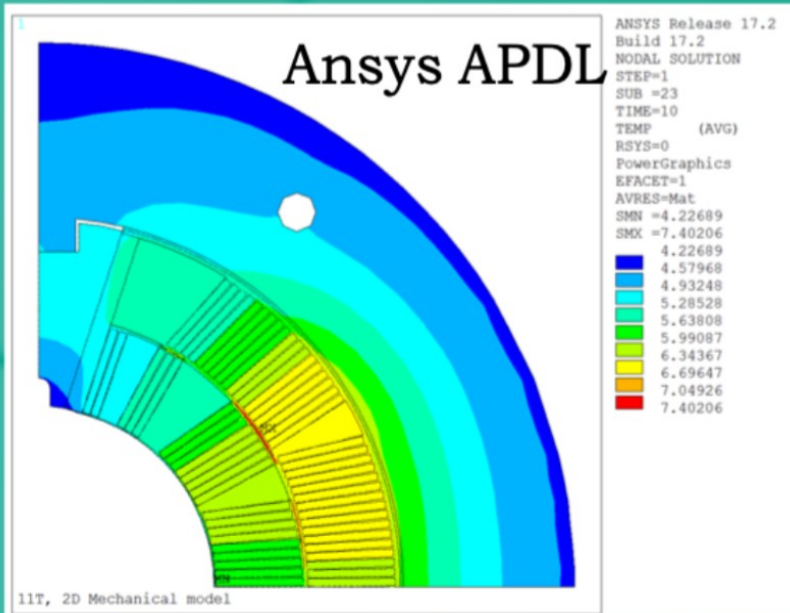 1
Ansys APDL
ANSYS Release 17.2
Build 17.2
NODAL SOLUTION
STEP=1
SUB =23
TIME=10
TEMP (AVG)
RSYS=0
PowerGraphics
EFACET=1
AVRES=Mat
SMN =4.22689
SMX =7.40206
4.22689
4.57968
4.93248
5.28528
5.63808
5.99087
6.34367
6.69647
7.04926
7.40206
MX
11T, 2D Mechanical model